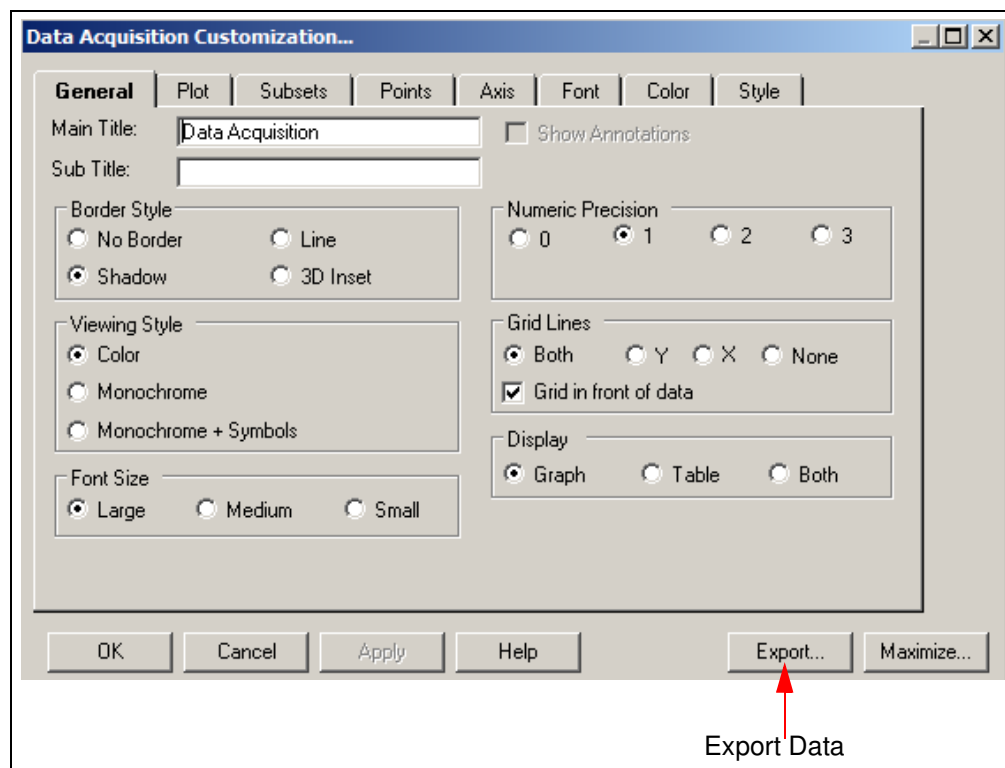 Data Acquisition Customization...
General Plot Subsets Points Axis Font Color Style
Main Title: Data Acquisition Show Annotations
Sub Title:
Border Style
No Border Line
Shadow 3D Inset
Numeric Precision
0 1 2 3
Viewing Style
Color
Monochrome
Monochrome + Symbols
Grid Lines
Both Y X None
Grid in front of data
Font Size
Large Medium Small
Display
Graph Table Both
OK Cancel Apply Help Export... Maximize...
Export Data